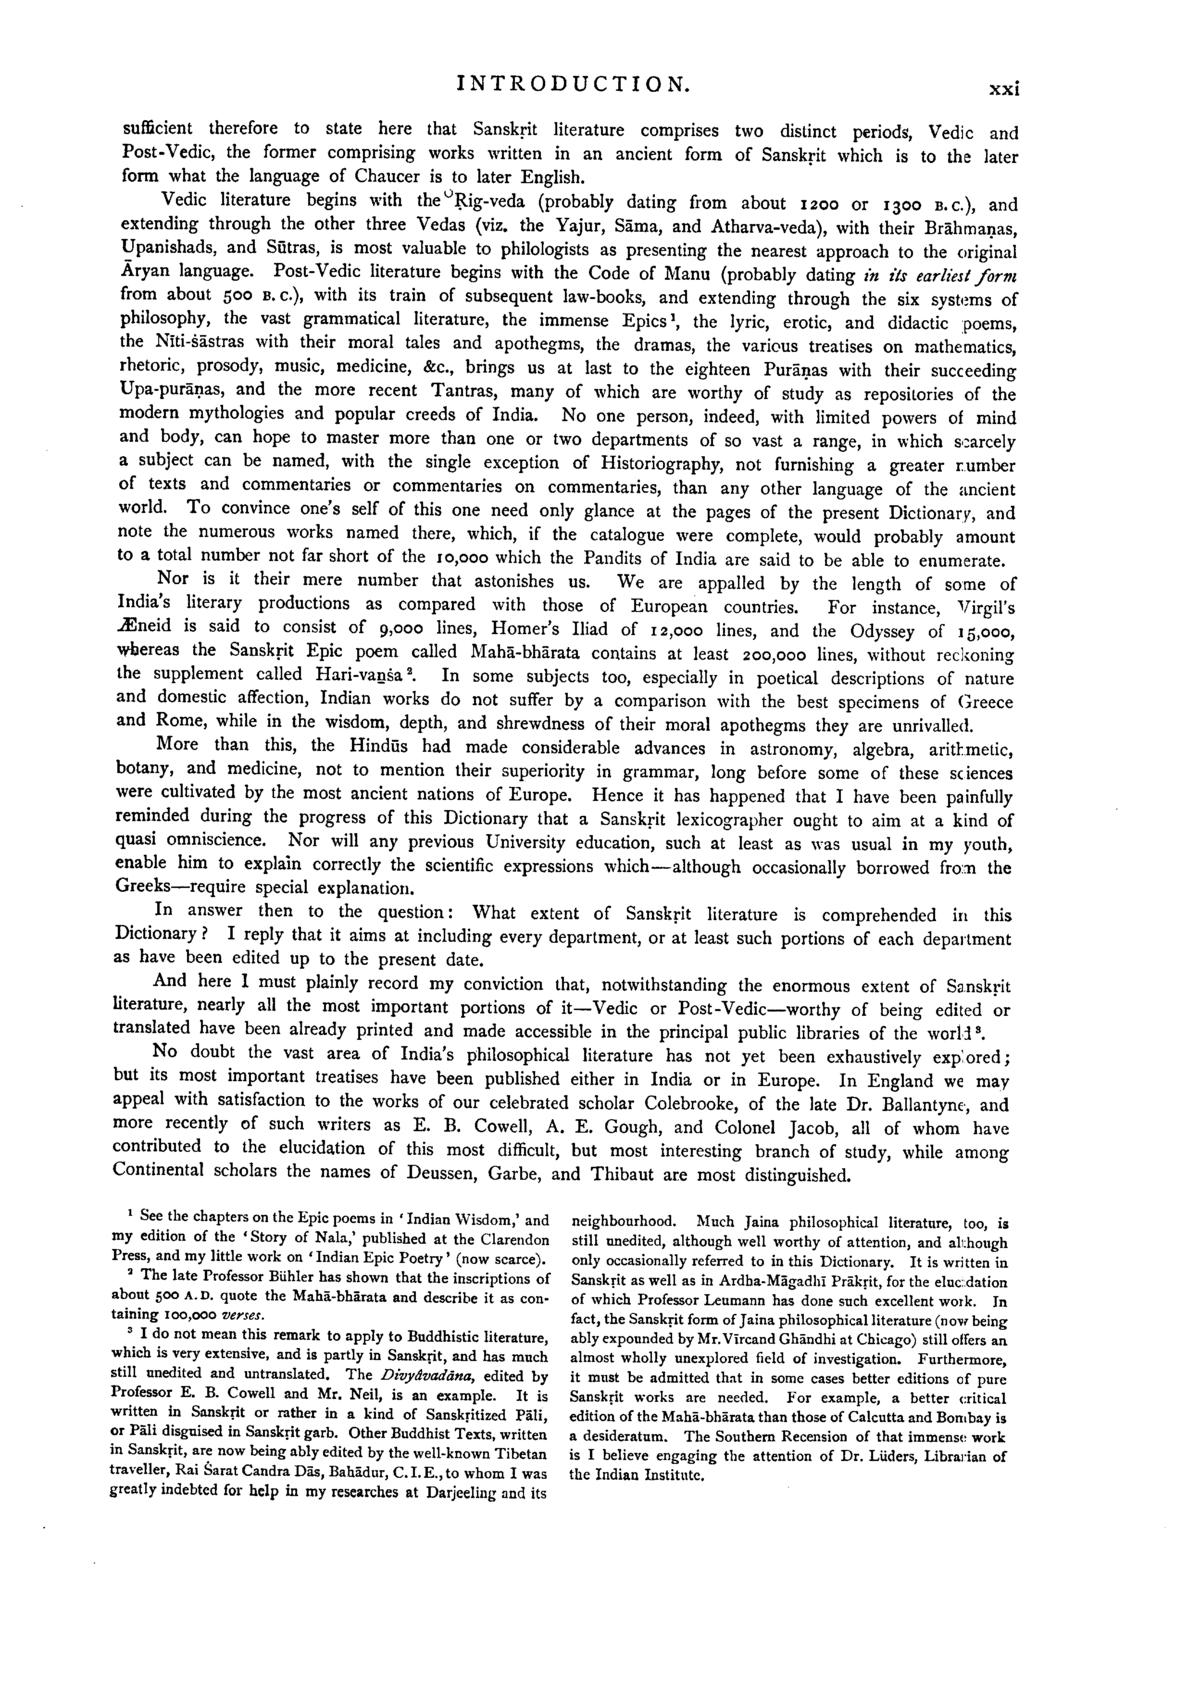 INTRODUCTION. xxi
sufficient therefore to state here that Sanskṛit literature comprises two distinct periods, Vedic and
Post-Vedic, the former comprising works written in an ancient form of Sanskṛit which is to the later
form what the language of Chaucer is to later English.
Vedic literature begins with the Ṛig-veda (probably dating from about 1200 or 1300 B.C.), and
extending through the other three Vedas (viz. the Yajur, Sāma, and Atharva-veda), with their Brāhmaṇas,
Upanishads, and Sūtras, is most valuable to philologists as presenting the nearest approach to the original
Āryan language. Post-Vedic literature begins with the Code of Manu (probably dating in its earliest form
from about 500 B.C.), with its train of subsequent law-books, and extending through the six systems of
philosophy, the vast grammatical literature, the immense Epics¹, the lyric, erotic, and didactic poems,
the Nīti-śāstras with their moral tales and apothegms, the dramas, the various treatises on mathematics,
rhetoric, prosody, music, medicine, &c., brings us at last to the eighteen Purāṇas with their succeeding
Upa-purāṇas, and the more recent Tantras, many of which are worthy of study as repositories of the
modern mythologies and popular creeds of India. No one person, indeed, with limited powers of mind
and body, can hope to master more than one or two departments of so vast a range, in which scarcely
a subject can be named, with the single exception of Historiography, not furnishing a greater number
of texts and commentaries or commentaries on commentaries, than any other language of the ancient
world. To convince one's self of this one need only glance at the pages of the present Dictionary, and
note the numerous works named there, which, if the catalogue were complete, would probably amount
to a total number not far short of the 10,000 which the Pandits of India are said to be able to enumerate.
Nor is it their mere number that astonishes us. We are appalled by the length of some of
India's literary productions as compared with those of European countries. For instance, Virgil's
Æneid is said to consist of 9,000 lines, Homer's Iliad of 12,000 lines, and the Odyssey of 15,000,
whereas the Sanskṛit Epic poem called Mahā-bhārata contains at least 200,000 lines, without reckoning
the supplement called Hari-vaṉśa². In some subjects too, especially in poetical descriptions of nature
and domestic affection, Indian works do not suffer by a comparison with the best specimens of Greece
and Rome, while in the wisdom, depth, and shrewdness of their moral apothegms they are unrivalled.
More than this, the Hindūs had made considerable advances in astronomy, algebra, arithmetic,
botany, and medicine, not to mention their superiority in grammar, long before some of these sciences
were cultivated by the most ancient nations of Europe. Hence it has happened that I have been painfully
reminded during the progress of this Dictionary that a Sanskṛit lexicographer ought to aim at a kind of
quasi omniscience. Nor will any previous University education, such at least as was usual in my youth,
enable him to explain correctly the scientific expressions which—although occasionally borrowed from the
Greeks—require special explanation.
In answer then to the question: What extent of Sanskṛit literature is comprehended in this
Dictionary? I reply that it aims at including every department, or at least such portions of each department
as have been edited up to the present date.
And here I must plainly record my conviction that, notwithstanding the enormous extent of Sanskṛit
literature, nearly all the most important portions of it—Vedic or Post-Vedic—worthy of being edited or
translated have been already printed and made accessible in the principal public libraries of the world³.
No doubt the vast area of India's philosophical literature has not yet been exhaustively explored;
but its most important treatises have been published either in India or in Europe. In England we may
appeal with satisfaction to the works of our celebrated scholar Colebrooke, of the late Dr. Ballantyne, and
more recently of such writers as E. B. Cowell, A. E. Gough, and Colonel Jacob, all of whom have
contributed to the elucidation of this most difficult, but most interesting branch of study, while among
Continental scholars the names of Deussen, Garbe, and Thibaut are most distinguished.
¹ See the chapters on the Epic poems in 'Indian Wisdom,' and
my edition of the 'Story of Nala,' published at the Clarendon
Press, and my little work on 'Indian Epic Poetry' (now scarce).
² The late Professor Bühler has shown that the inscriptions of
about 500 A.D. quote the Mahā-bhārata and describe it as con-
taining 100,000 verses.
³ I do not mean this remark to apply to Buddhistic literature,
which is very extensive, and is partly in Sanskṛit, and has much
still unedited and untranslated. The Divyâvadāna, edited by
Professor E. B. Cowell and Mr. Neil, is an example. It is
written in Sanskṛit or rather in a kind of Sanskṛitized Pāli,
or Pāli disguised in Sanskṛit garb. Other Buddhist Texts, written
in Sanskṛit, are now being ably edited by the well-known Tibetan
traveller, Rai Śarat Candra Dās, Bahādur, C.I.E., to whom I was
greatly indebted for help in my researches at Darjeeling and its
neighbourhood. Much Jaina philosophical literature, too, is
still unedited, although well worthy of attention, and although
only occasionally referred to in this Dictionary. It is written in
Sanskṛit as well as in Ardha-Māgadhī Prākṛit, for the elucidation
of which Professor Leumann has done such excellent work. In
fact, the Sanskṛit form of Jaina philosophical literature (now being
ably expounded by Mr. Vīrcand Ghāndhi at Chicago) still offers an
almost wholly unexplored field of investigation. Furthermore,
it must be admitted that in some cases better editions of pure
Sanskṛit works are needed. For example, a better critical
edition of the Mahā-bhārata than those of Calcutta and Bombay is
a desideratum. The Southern Recension of that immense work
is I believe engaging the attention of Dr. Lüders, Librarian of
the Indian Institute.